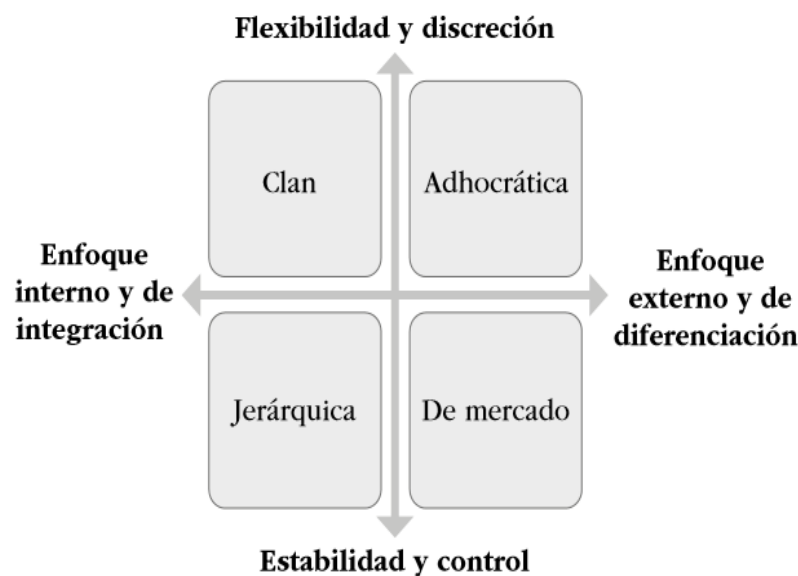 Flexibilidad y discreción
Clan
Adhocrática
Enfoque
interno y de
integración
Enfoque
externo y de
diferenciación
Jerárquica
De mercado
Estabilidad y control